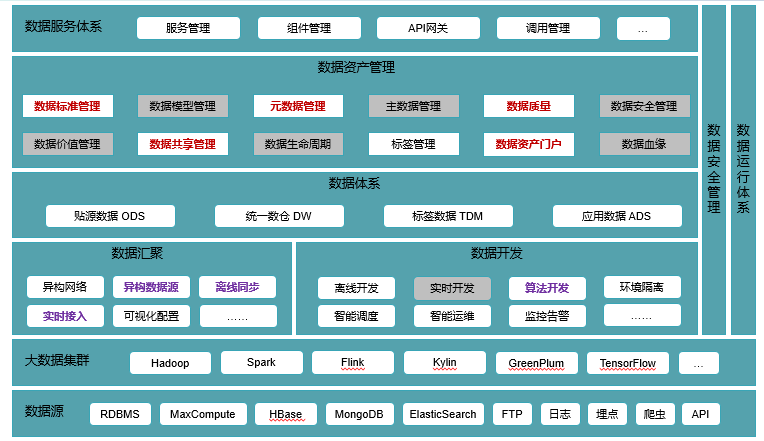 数据服务体系
服务管理
组件管理
API网关
调用管理
...
数据资产管理
数据标准管理
数据模型管理
元数据管理
主数据管理
数据质量
数据安全管理
数据价值管理
数据共享管理
数据生命周期
标签管理
数据资产门户
数据血缘
数据体系
贴源数据 ODS
统一数仓 DW
标签数据 TDM
应用数据 ADS
数据汇聚
异构网络
异构数据源
离线同步
实时接入
可视化配置
……
数据开发
离线开发
实时开发
算法开发
环境隔离
智能调度
智能运维
监控告警
……
数据安全管理
数据运行体系
大数据集群
Hadoop
Spark
Flink
Kylin
GreenPlum
TensorFlow
...
数据源
RDBMS
MaxCompute
HBase
MongoDB
ElasticSearch
FTP
日志
埋点
爬虫
API